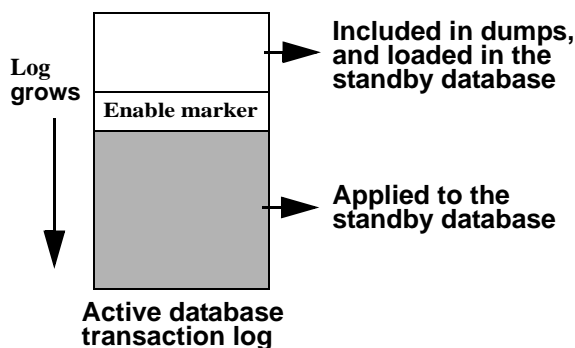 Included in dumps,
and loaded in the
standby database
Log
grows
Enable marker
Applied to the
standby database
Active database
transaction log